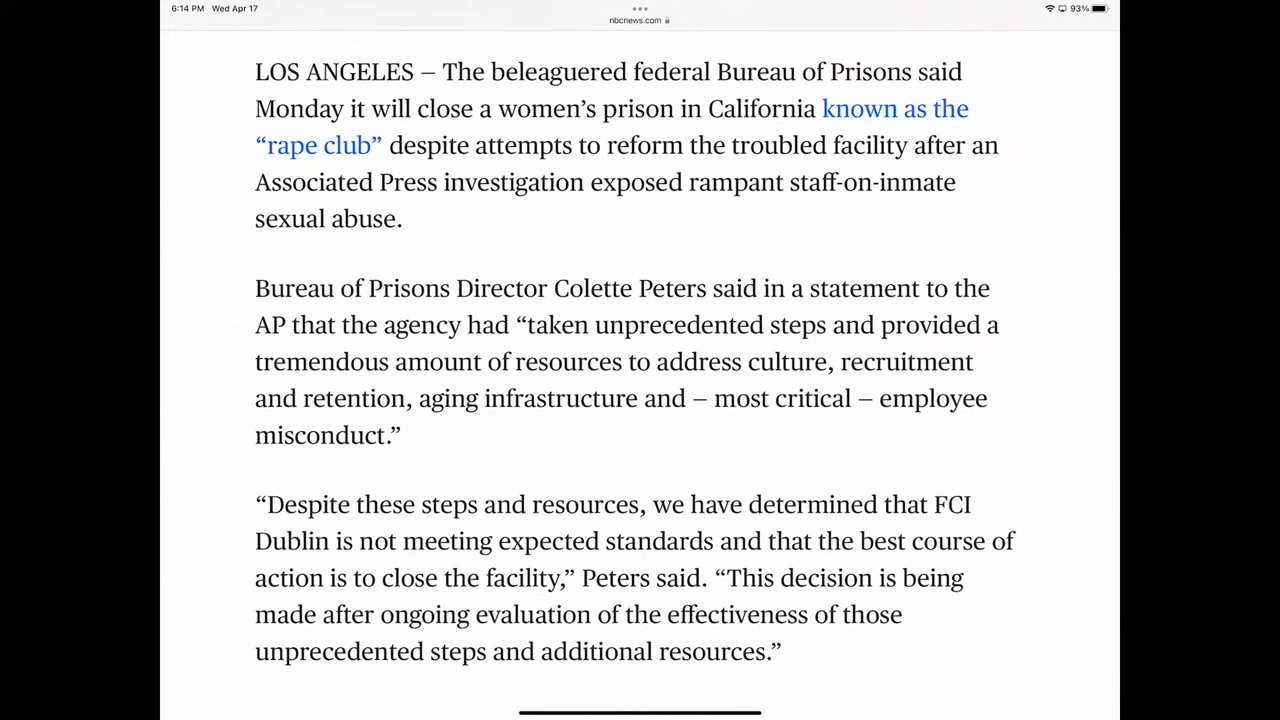 6:14 PM Wed Apr 17
93%
nbcnews.com
LOS ANGELES — The beleaguered federal Bureau of Prisons said
Monday it will close a women’s prison in California known as the
“rape club” despite attempts to reform the troubled facility after an
Associated Press investigation exposed rampant staff-on-inmate
sexual abuse.
Bureau of Prisons Director Colette Peters said in a statement to the
AP that the agency had “taken unprecedented steps and provided a
tremendous amount of resources to address culture, recruitment
and retention, aging infrastructure and — most critical — employee
misconduct.”
“Despite these steps and resources, we have determined that FCI
Dublin is not meeting expected standards and that the best course of
action is to close the facility,” Peters said. “This decision is being
made after ongoing evaluation of the effectiveness of those
unprecedented steps and additional resources.”